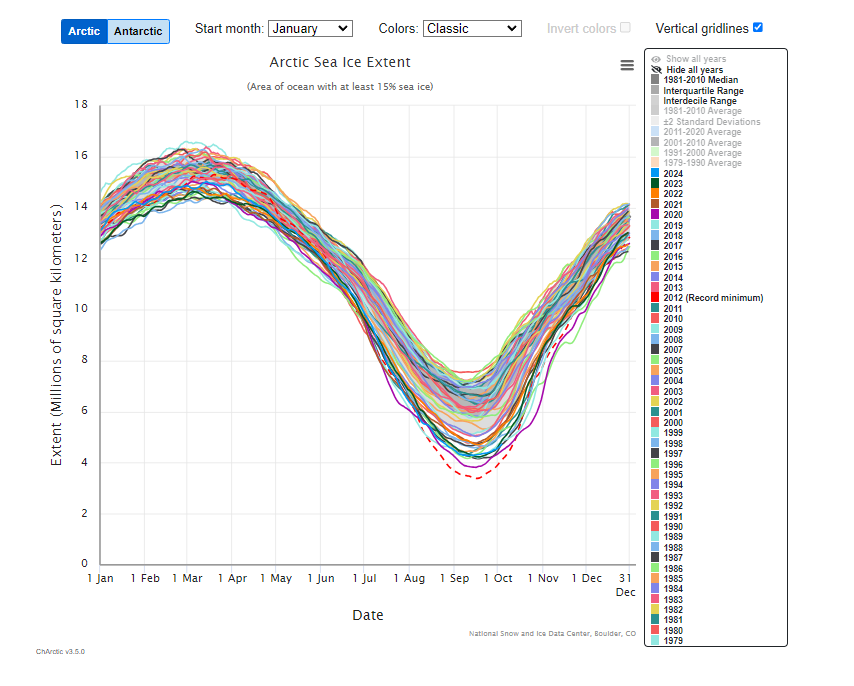 Arctic Antarctic Start month: January Colors: Classic Invert colors Vertical gridlines
Arctic Sea Ice Extent
(Area of ocean with at least 15% sea ice)
Extent (Millions of square kilometers)
18
16
14
12
10
8
6
4
2
0
1 Jan 1 Feb 1 Mar 1 Apr 1 May 1 Jun 1 Jul 1 Aug 1 Sep 1 Oct 1 Nov 1 Dec 31
Dec
Date
National Snow and Ice Data Center, Boulder, CO
ChArctic v3.5.0
Show all years
Hide all years
1981-2010 Median
Interquartile Range
Interdecile Range
1981-2010 Average
±2 Standard Deviations
2011-2020 Average
2001-2010 Average
1991-2000 Average
1979-1990 Average
2024
2023
2022
2021
2020
2019
2018
2017
2016
2015
2014
2013
2012 (Record minimum)
2011
2010
2009
2008
2007
2006
2005
2004
2003
2002
2001
2000
1999
1998
1997
1996
1995
1994
1993
1992
1991
1990
1989
1988
1987
1986
1985
1984
1983
1982
1981
1980
1979